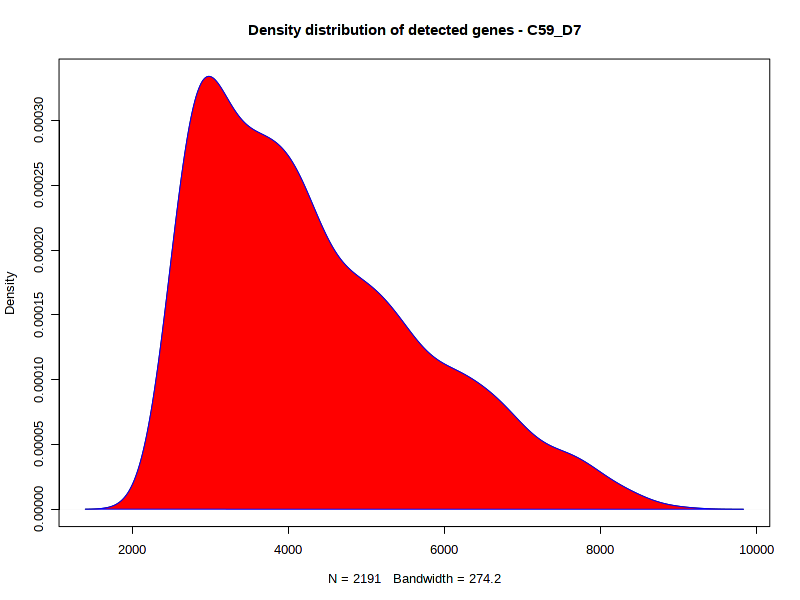 Density distribution of detected genes - C59_D7
Density
0.00030
0.00025
0.00020
0.00015
0.00010
0.00005
0.00000
2000 4000 6000 8000 10000
N = 2191 Bandwidth = 274.2